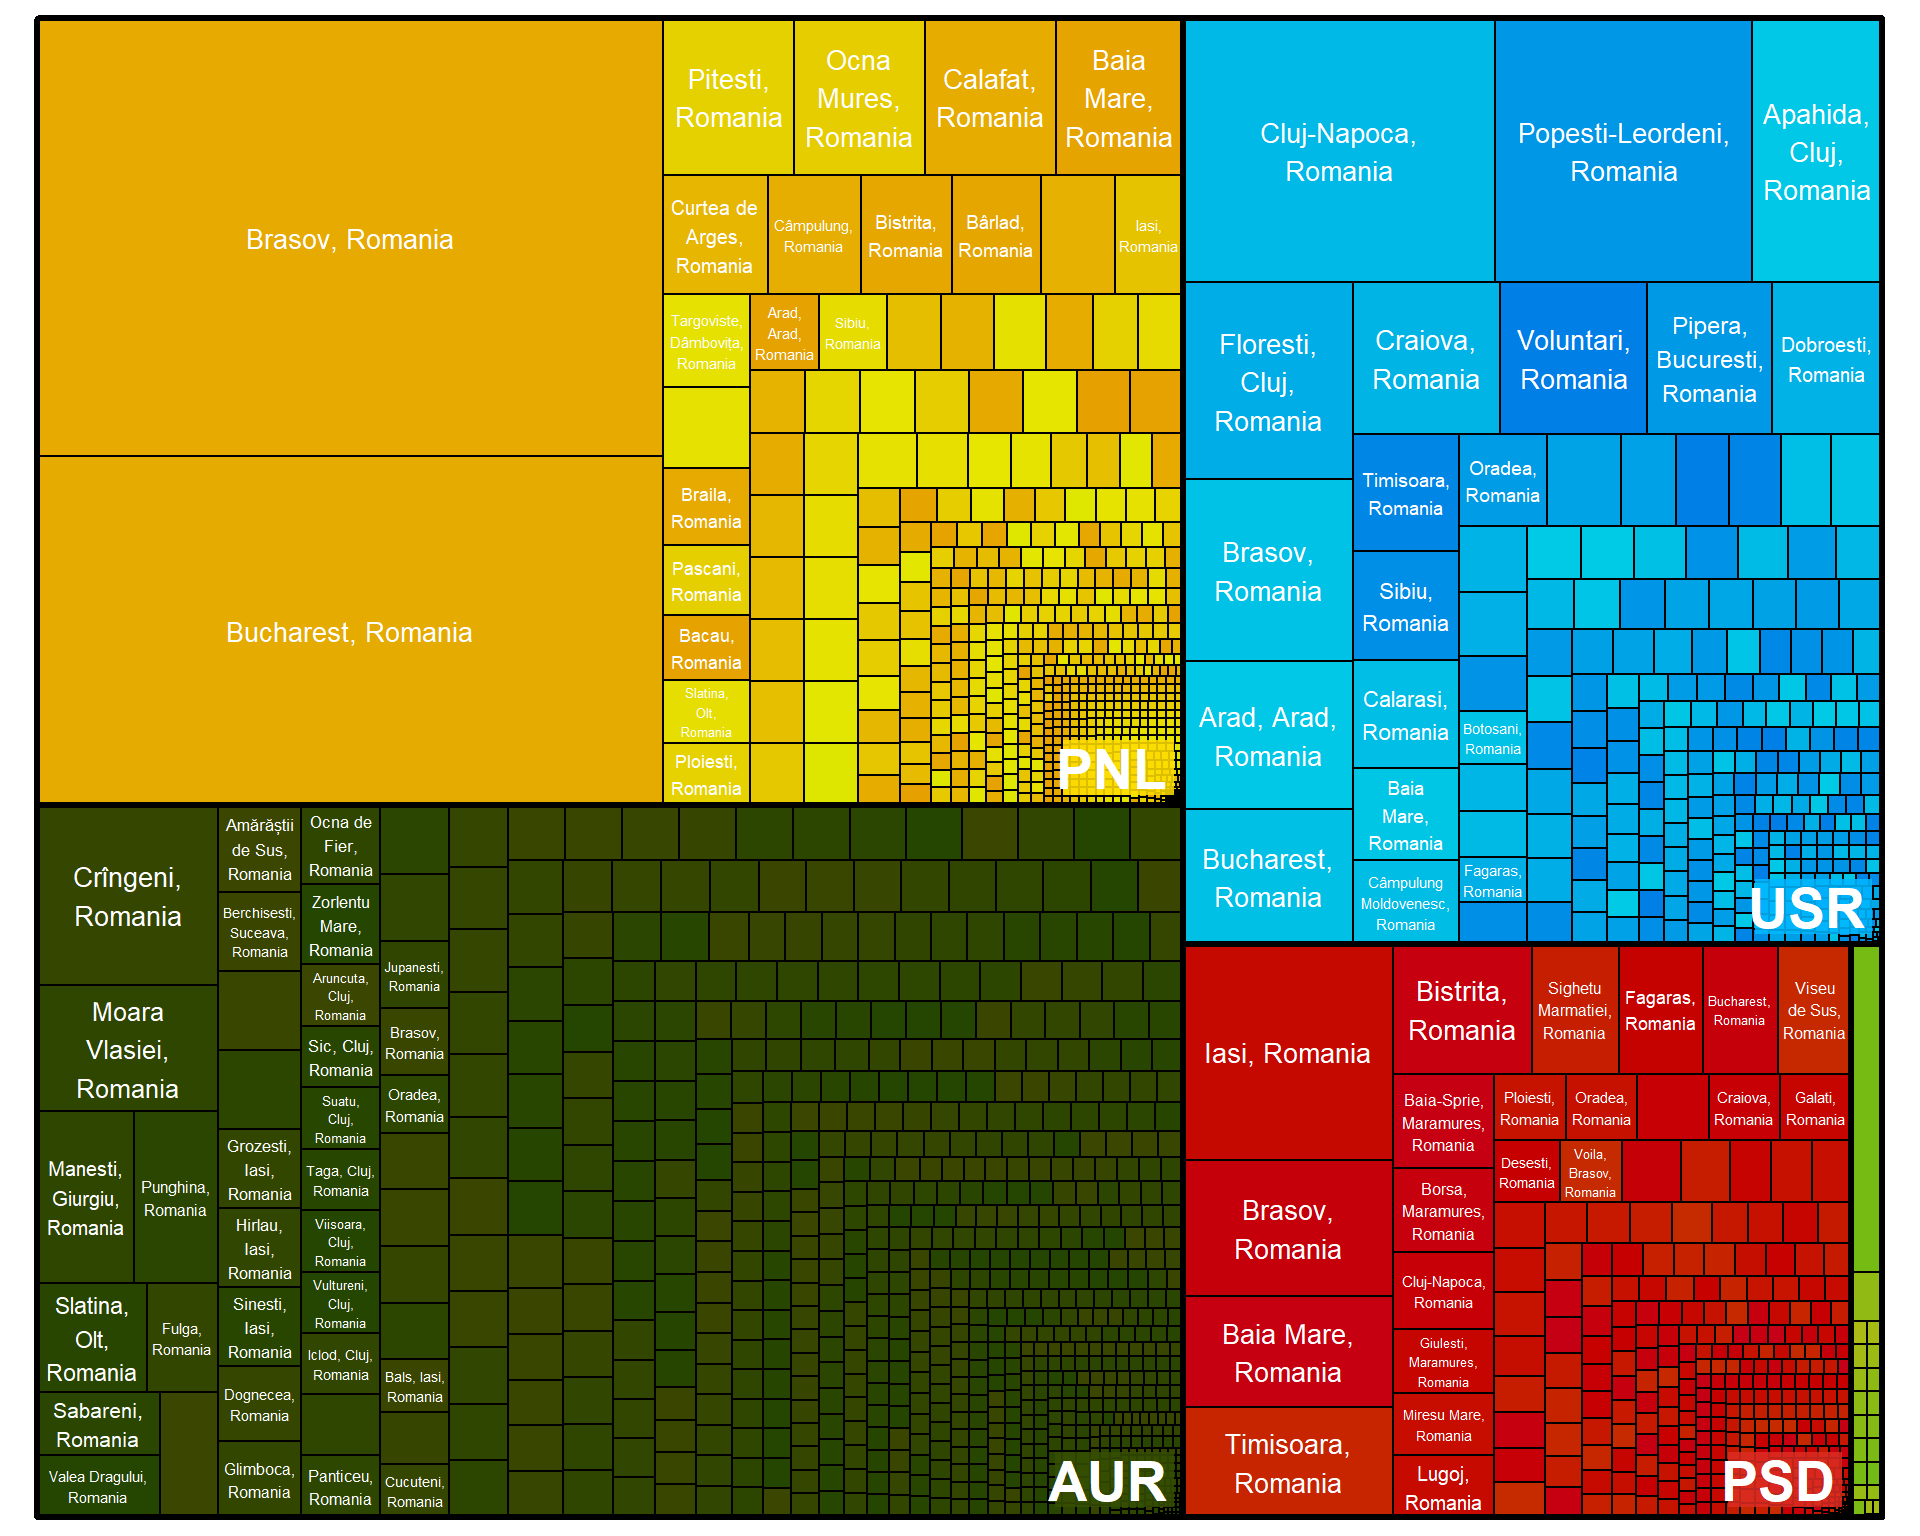 Brasov, Romania
Bucharest, Romania
Pitesti,
Romania
Ocna
Mures,
Romania
Calafat,
Romania
Baia
Mare,
Romania
Curtea de
Arges,
Romania
Câmpulung,
Romania
Bistrita,
Romania
Bârlad,
Romania
Iasi,
Romania
Targoviste,
Dâmbovița,
Romania
Arad,
Arad,
Romania
Sibiu,
Romania
Braila,
Romania
Pascani,
Romania
Bacau,
Romania
Slatina,
Olt,
Romania
Ploiesti,
Romania
PNL
Cluj-Napoca,
Romania
Popesti-Leordeni,
Romania
Apahida,
Cluj,
Romania
Floresti,
Cluj,
Romania
Craiova,
Romania
Voluntari,
Romania
Pipera,
Bucuresti,
Romania
Dobroesti,
Romania
Brasov,
Romania
Timisoara,
Romania
Oradea,
Romania
Sibiu,
Romania
Arad, Arad,
Romania
Calarasi,
Romania
Botosani,
Romania
Baia
Mare,
Romania
Bucharest,
Romania
Câmpulung
Moldovenesc,
Romania
Fagaras,
Romania
USR
Crîngeni,
Romania
Moara
Vlasiei,
Romania
Manesti,
Giurgiu,
Romania
Punghina,
Romania
Slatina,
Olt,
Romania
Fulga,
Romania
Sabareni,
Romania
Valea Dragului,
Romania
Amărăștii
de Sus,
Romania
Berchisesti,
Suceava,
Romania
Grozesti,
Iasi,
Romania
Hirlau,
Iasi,
Romania
Sinesti,
Iasi,
Romania
Dognecea,
Romania
Glimboca,
Romania
Ocna de
Fier,
Romania
Zorlentu
Mare,
Romania
Aruncuta,
Cluj,
Romania
Sic, Cluj,
Romania
Suatu,
Cluj,
Romania
Taga, Cluj,
Romania
Viisoara,
Cluj,
Romania
Vultureni,
Cluj,
Romania
Iclod, Cluj,
Romania
Panticeu,
Romania
Jupanesti,
Romania
Brasov,
Romania
Oradea,
Romania
Bals, Iasi,
Romania
Cucuteni,
Romania
AUR
Iasi, Romania
Brasov,
Romania
Baia Mare,
Romania
Timisoara,
Romania
Bistrita,
Romania
Sighetu
Marmatiei,
Romania
Fagaras,
Romania
Bucharest,
Romania
Viseu
de Sus,
Romania
Baia-Sprie,
Maramures,
Romania
Ploiesti,
Romania
Oradea,
Romania
Craiova,
Romania
Galati,
Romania
Desesti,
Romania
Voila,
Brasov,
Romania
Borsa,
Maramures,
Romania
Cluj-Napoca,
Romania
Giulesti,
Maramures,
Romania
Miresu Mare,
Romania
Lugoj,
Romania
PSD